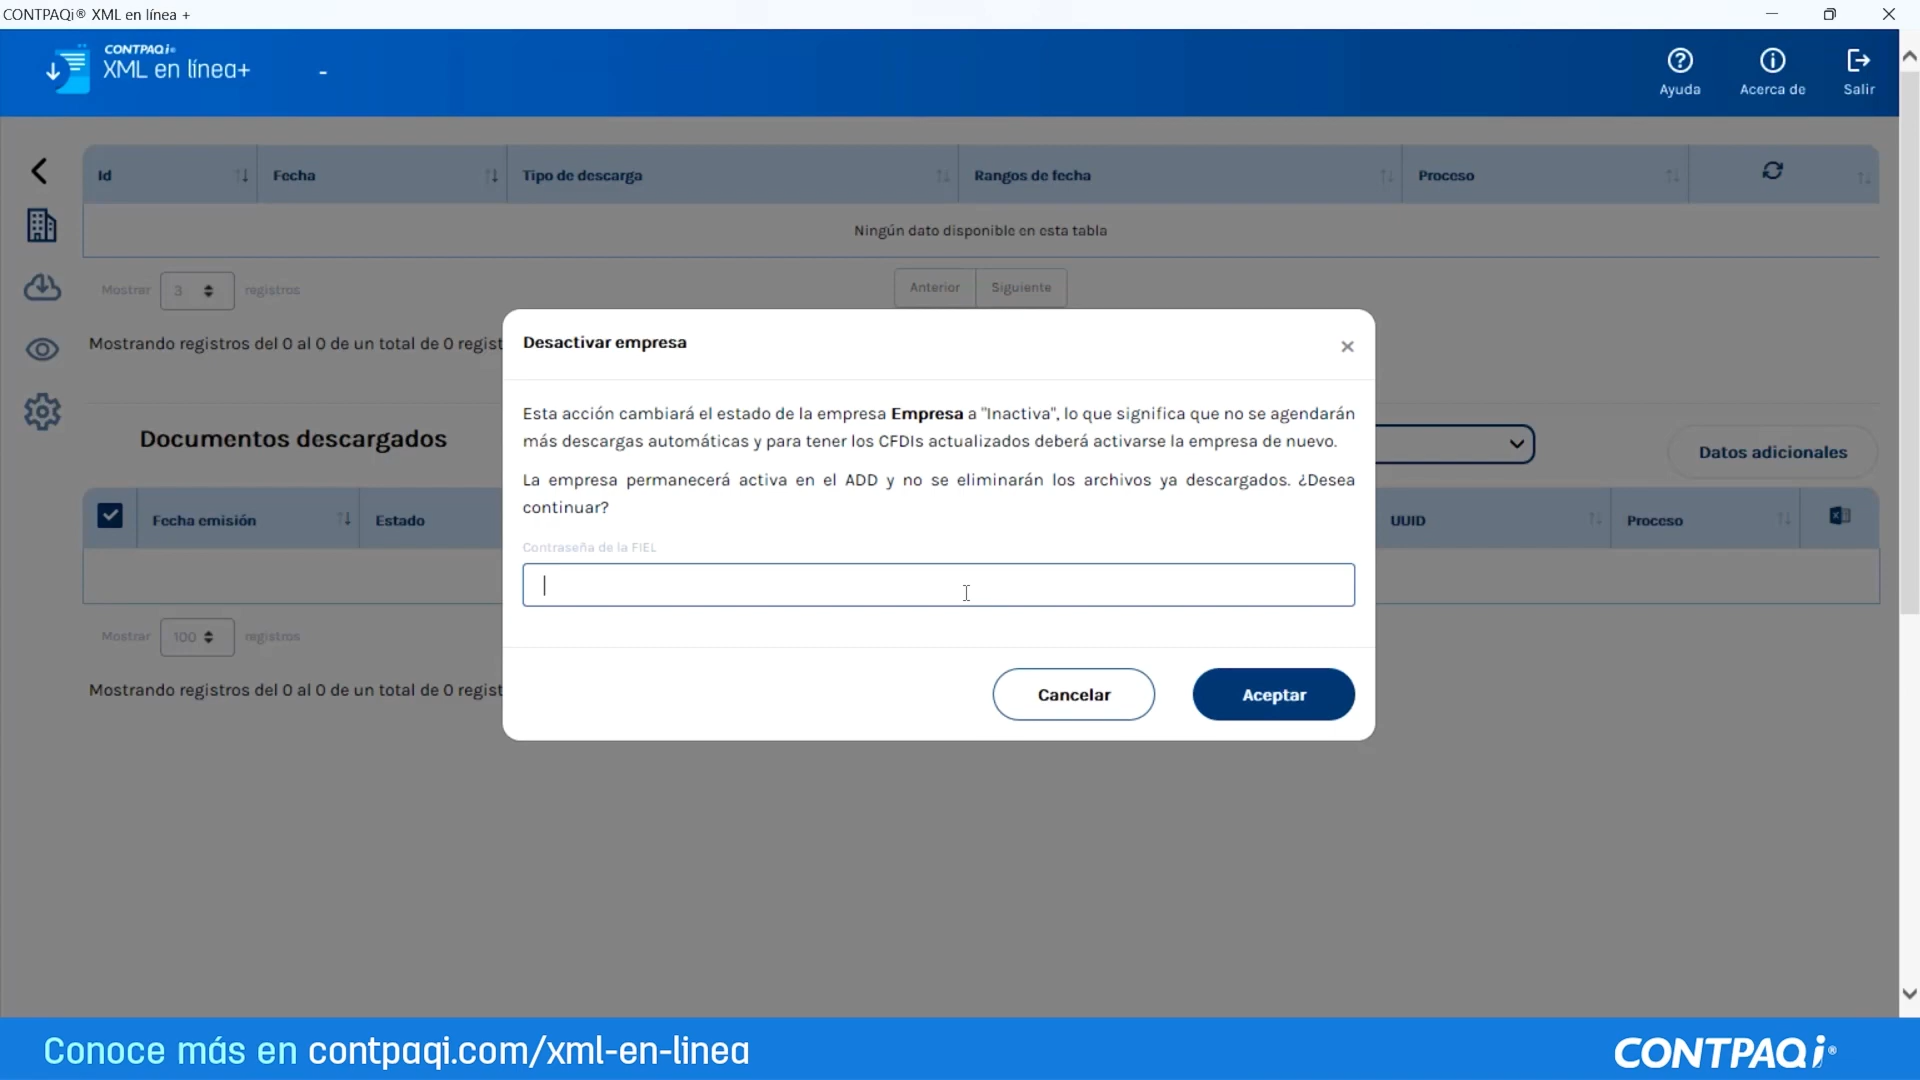 CONTPAQi® XML en línea +
CONTPAQi®
XML en línea+
-
Ayuda
Acerca de
Salir
Id
Fecha
Tipo de descarga
Rangos de fecha
Proceso
Ningún dato disponible en esta tabla
Mostrar
3
registros
Anterior
Siguiente
Mostrando registros del 0 al 0 de un total de 0 regist
Desactivar empresa
×
Esta acción cambiará el estado de la empresa Empresa a "Inactiva", lo que significa que no se agendarán
más descargas automáticas y para tener los CFDIs actualizados deberá activarse la empresa de nuevo.
La empresa permanecerá activa en el ADD y no se eliminarán los archivos ya descargados. ¿Desea
continuar?
Contraseña de la FIEL
Cancelar
Aceptar
Documentos descargados
Datos adicionales
Fecha emisión
Estado
UUID
Proceso
Mostrar
100
registros
Mostrando registros del 0 al 0 de un total de 0 regist
Conoce más en contpaqi.com/xml-en-linea
CONTPAQi®